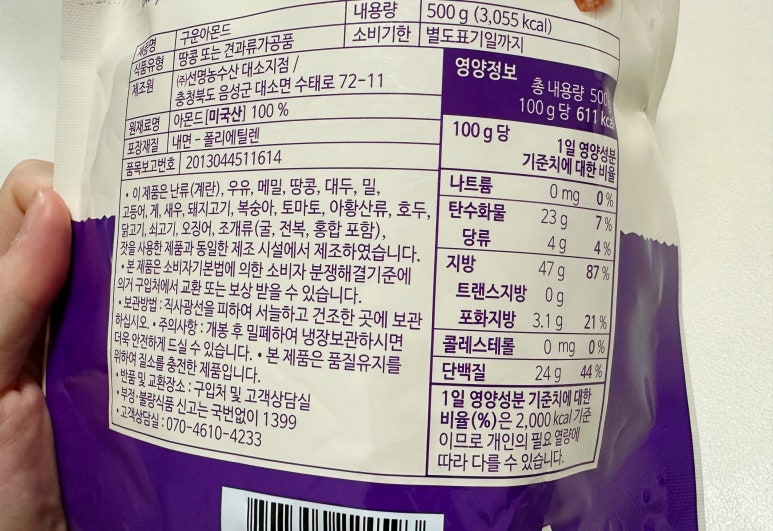 제품명 구운아몬드 내용량 500 g (3,055 kcal)
식품유형 땅콩 또는 견과류가공품 소비기한 별도표기일까지
제조원 ㈜선명농수산 대소지점 /
충청북도 음성군 대소면 수태로 72-11
원재료명 아몬드[미국산] 100 %
포장재질 내면 - 폴리에틸렌
품목보고번호 2013044511614
• 이 제품은 난류(계란), 우유, 메밀, 땅콩, 대두, 밀,
고등어, 게, 새우, 돼지고기, 복숭아, 토마토, 아황산류, 호두,
닭고기, 쇠고기, 오징어, 조개류(굴, 전복, 홍합 포함),
잣을 사용한 제품과 동일한 제조 시설에서 제조하였습니다.
• 본 제품은 소비자기본법에 의한 소비자 분쟁해결기준에
의거 구입처에서 교환 또는 보상 받을 수 있습니다.
• 보관방법 : 직사광선을 피하여 서늘하고 건조한 곳에 보관
하십시오. • 주의사항 : 개봉 후 밀폐하여 냉장보관하시면
더욱 안전하게 드실 수 있습니다. • 본 제품은 품질유지를
위하여 질소를 충전한 제품입니다.
• 반품 및 교환장소 : 구입처 및 고객상담실
• 부정·불량식품 신고는 국번없이 1399
• 고객상담실 : 070-4610-4233
영양정보
총 내용량 500
100 g 당 611 kcal
100 g 당 1일 영양성분
기준치에 대한 비율
나트륨 0 mg 0 %
탄수화물 23 g 7 %
당류 4 g 4 %
지방 47 g 87 %
트랜스지방 0 g
포화지방 3.1 g 21 %
콜레스테롤 0 mg 0 %
단백질 24 g 44 %
1일 영양성분 기준치에 대한
비율(%)은 2,000 kcal 기준
이므로 개인의 필요 열량에
따라 다를 수 있습니다.